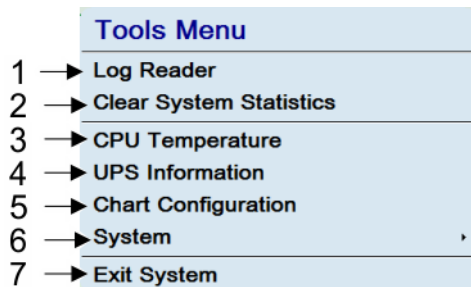 Tools Menu
1 Log Reader
2 Clear System Statistics
3 CPU Temperature
4 UPS Information
5 Chart Configuration
6 System
7 Exit System